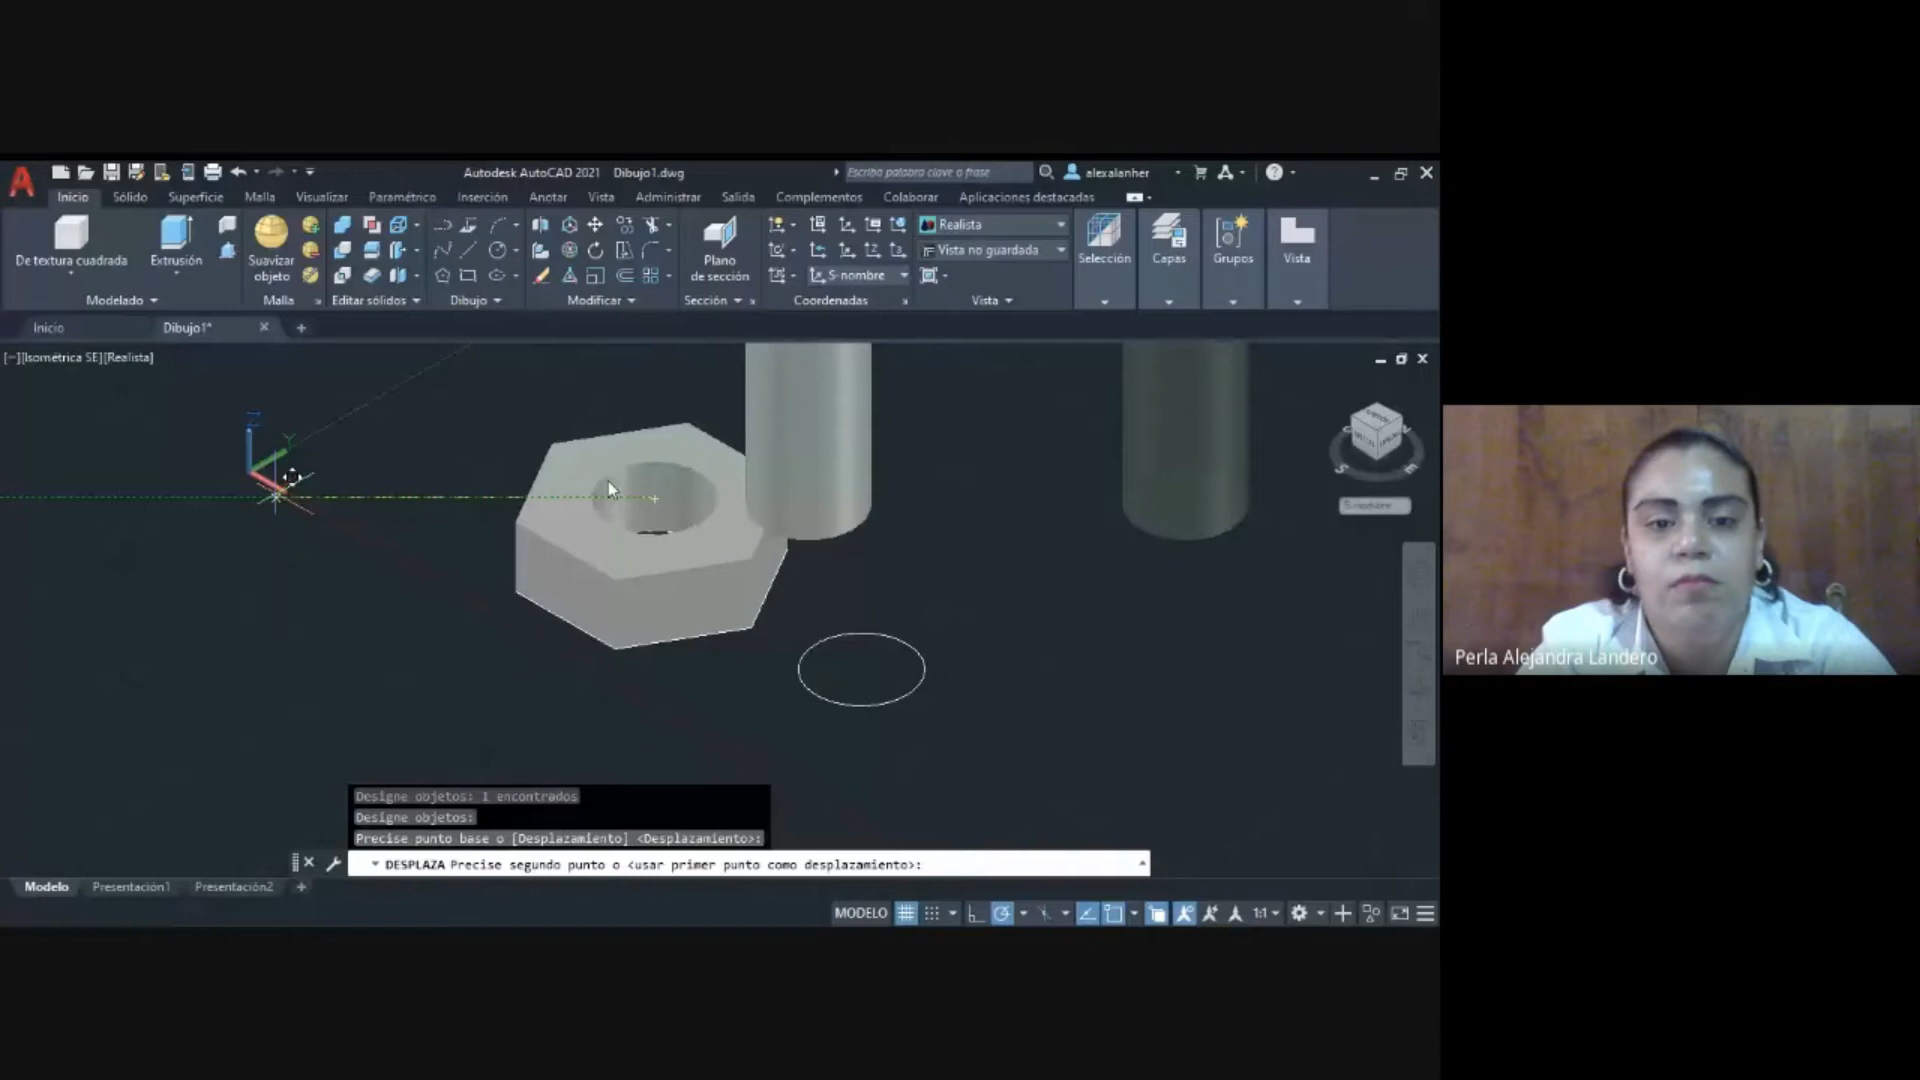 Autodesk AutoCAD 2021 Dibujo1.dwg
Escriba palabra clave o frase
alexalanher
Inicio Sólido Superficie Malla Visualizar Paramétrico Inserción Anotar Vista Administrar Salida Complementos Colaborar Aplicaciones destacadas
De textura cuadrada
Extrusión
Suavizar objeto
Plano de sección
Realista
Vista no guardada
S-nombre
Selección
Capas
Grupos
Vista
Modelado
Malla
Editar sólidos
Dibujo
Modificar
Sección
Coordenadas
Vista
Inicio
Dibujo1*
[−][Isométrica SE][Realista]
Z
Y
S
E
Perla Alejandra Landero
Designe objetos: 1 encontrados
Designe objetos:
Precise punto base o [Desplazamiento] <Desplazamiento>:
DESPLAZA Precise segundo punto o <usar primer punto como desplazamiento>:
Modelo Presentación1 Presentación2
MODELO
1:1